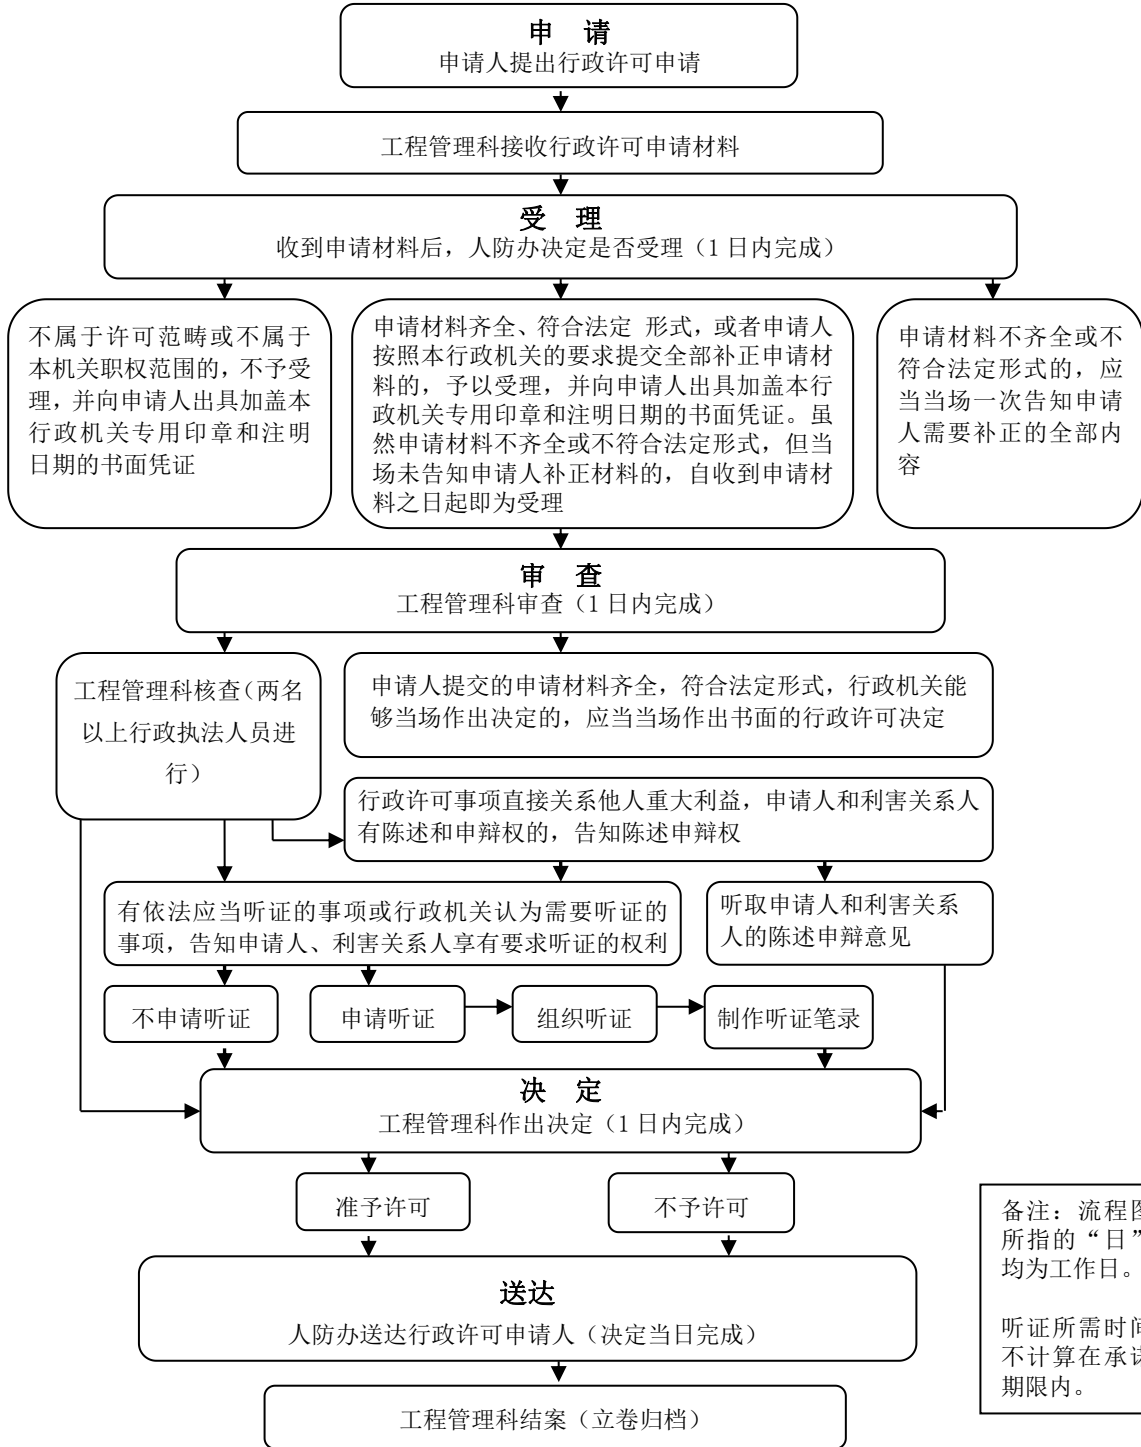 申 请
申请人提出行政许可申请
工程管理科接收行政许可申请材料
受 理
收到申请材料后，人防办决定是否受理（1 日内完成）
不属于许可范畴或不属于
本机关职权范围的，不予受
理，并向申请人出具加盖本
行政机关专用印章和注明
日期的书面凭证
申请材料齐全、符合法定 形式，或者申请人
按照本行政机关的要求提交全部补正申请材
料的，予以受理，并向申请人出具加盖本行
政机关专用印章和注明日期的书面凭证。虽
然申请材料不齐全或不符合法定形式，但当
场未告知申请人补正材料的，自收到申请材
料之日起即为受理
申请材料不齐全或不
符合法定形式的，应
当当场一次告知申请
人需要补正的全部内
容
审 查
工程管理科审查（1 日内完成）
工程管理科核查（两名
以上行政执法人员进
行）
申请人提交的申请材料齐全，符合法定形式，行政机关能
够当场作出决定的，应当当场作出书面的行政许可决定
行政许可事项直接关系他人重大利益，申请人和利害关系人
有陈述和申辩权的，告知陈述申辩权
有依法应当听证的事项或行政机关认为需要听证的
事项，告知申请人、利害关系人享有要求听证的权利
听取申请人和利害关系
人的陈述申辩意见
不申请听证
申请听证
组织听证
制作听证笔录
决 定
工程管理科作出决定（1 日内完成）
准予许可
不予许可
送达
人防办送达行政许可申请人（决定当日完成）
工程管理科结案（立卷归档）
备注：流程图
所指的“日”
均为工作日。
听证所需时间
不计算在承诺
期限内。